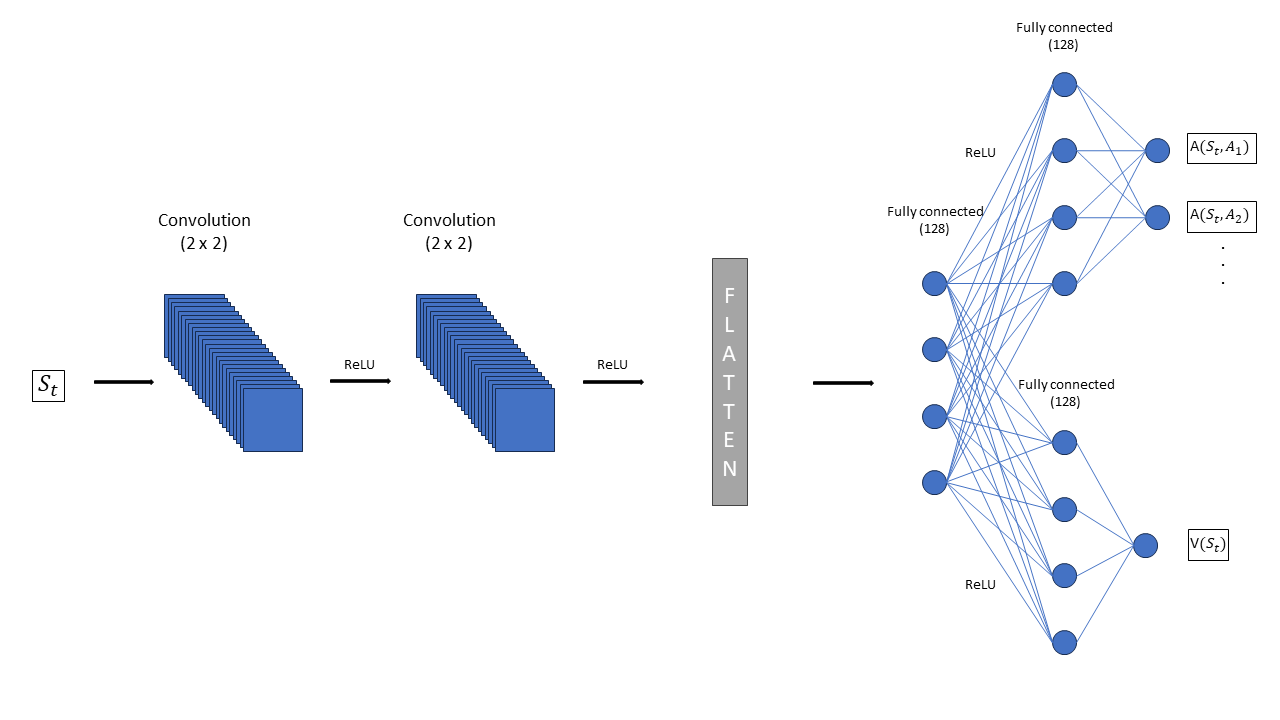 S_t
Convolution
(2 x 2)
ReLU
Convolution
(2 x 2)
ReLU
FLATTEN
Fully connected
(128)
ReLU
Fully connected
(128)
A(S_t, A_1)
A(S_t, A_2)
.
.
.
Fully connected
(128)
ReLU
V(S_t)